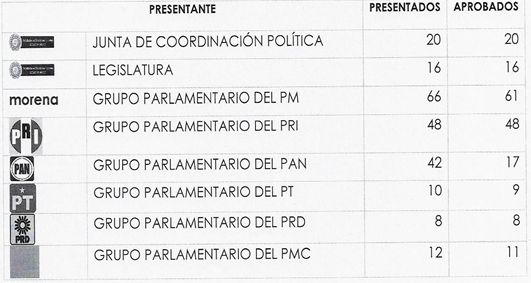 PRESENTANTE PRESENTADOS APROBADOS
JUNTA DE COORDINACIÓN POLÍTICA 20 20
LEGISLATURA 16 16
morena GRUPO PARLAMENTARIO DEL PM 66 61
PRI GRUPO PARLAMENTARIO DEL PRI 48 48
PAN GRUPO PARLAMENTARIO DEL PAN 42 17
PT GRUPO PARLAMENTARIO DEL PT 10 9
PRD GRUPO PARLAMENTARIO DEL PRD 8 8
GRUPO PARLAMENTARIO DEL PMC 12 11